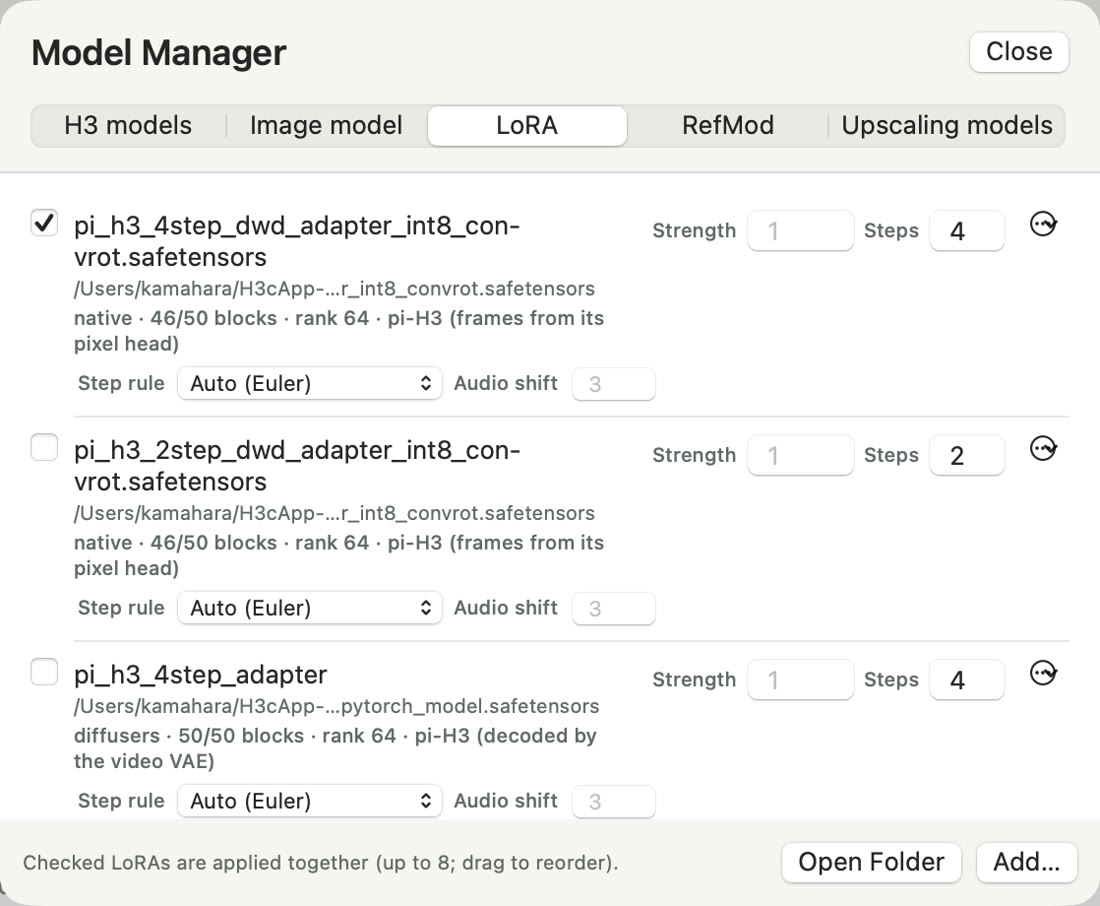 Model Manager
Close
H3 models
Image model
LoRA
RefMod
Upscaling models
pi_h3_4step_dwd_adapter_int8_con-
vrot.safetensors
Strength 1 Steps 4
/Users/kamahara/H3cApp-...r_int8_convrot.safetensors
native · 46/50 blocks · rank 64 · pi-H3 (frames from its
pixel head)
Step rule Auto (Euler) Audio shift 3
pi_h3_2step_dwd_adapter_int8_con-
vrot.safetensors
Strength 1 Steps 2
/Users/kamahara/H3cApp-...r_int8_convrot.safetensors
native · 46/50 blocks · rank 64 · pi-H3 (frames from its
pixel head)
Step rule Auto (Euler) Audio shift 3
pi_h3_4step_adapter
Strength 1 Steps 4
/Users/kamahara/H3cApp-...pytorch_model.safetensors
diffusers · 50/50 blocks · rank 64 · pi-H3 (decoded by
the video VAE)
Step rule Auto (Euler) Audio shift 3
Checked LoRAs are applied together (up to 8; drag to reorder).
Open Folder
Add...